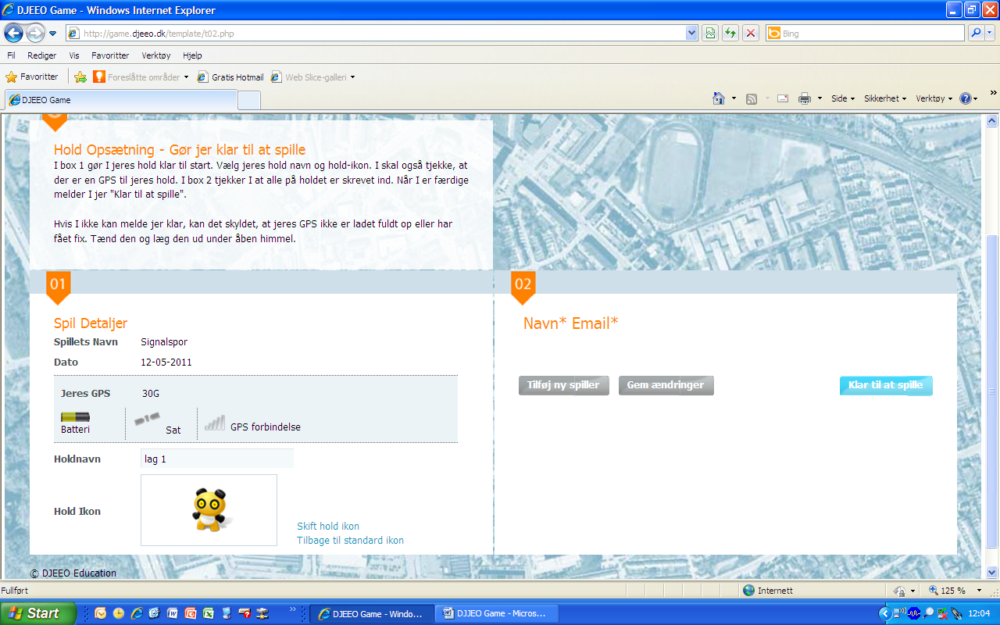 DJEEO Game - Windows Internet Explorer
http://game.djeeo.dk/template/t02.php
Bing
Fil Rediger Vis Favoritter Verktøy Hjelp
Favoritter Foreslåtte områder Gratis Hotmail Web Slice-galleri
DJEEO Game Side Sikkerhet Verktøy »
Hold Opsætning - Gør jer klar til at spille
I box 1 gør I jeres hold klar til start. Vælg jeres hold navn og hold-ikon. I skal også tjekke, at
der er en GPS til jeres hold. I box 2 tjekker I at alle på holdet er skrevet ind. Når I er færdige
melder I jer "Klar til at spille".
Hvis I ikke kan melde jer klar, kan det skyldet, at jeres GPS ikke er ladet fuldt op eller har
fået fix. Tænd den og læg den ud under åben himmel.
01
Spil Detaljer
Spillets Navn Signalspor
Dato 12-05-2011
Jeres GPS 30G
Batteri Sat GPS forbindelse
Holdnavn lag 1
Hold Ikon
Skift hold ikon
Tilbage til standard ikon
02
Navn* Email*
Tilføj ny spiller Gem ændringer Klar til at spille
© DJEEO Education
Fullført Internett 125 %
Start » DJEEO Game - Windo... DJJEO Game - Micros... 12:04